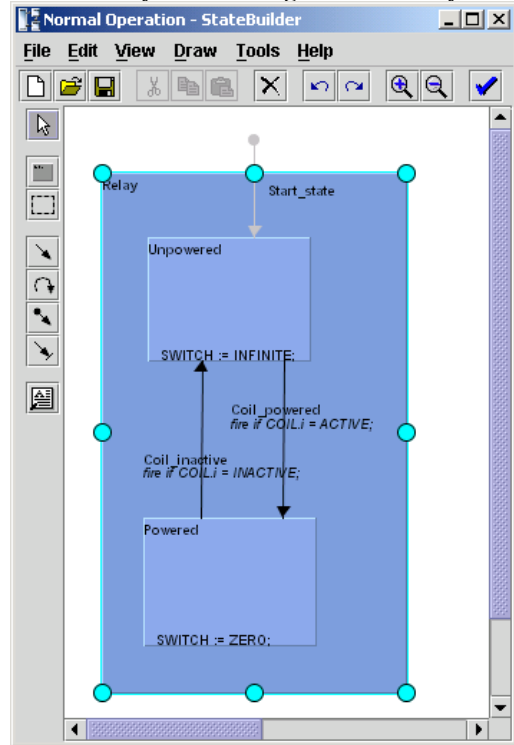 Normal Operation - StateBuilder
File Edit View Draw Tools Help
Relay
Start_state
Unpowered
SWITCH := INFINITE;
Coil_powered
fire if COIL.i = ACTIVE;
Coil_inactive
fire if COIL.i = INACTIVE;
Powered
SWITCH := ZERO;